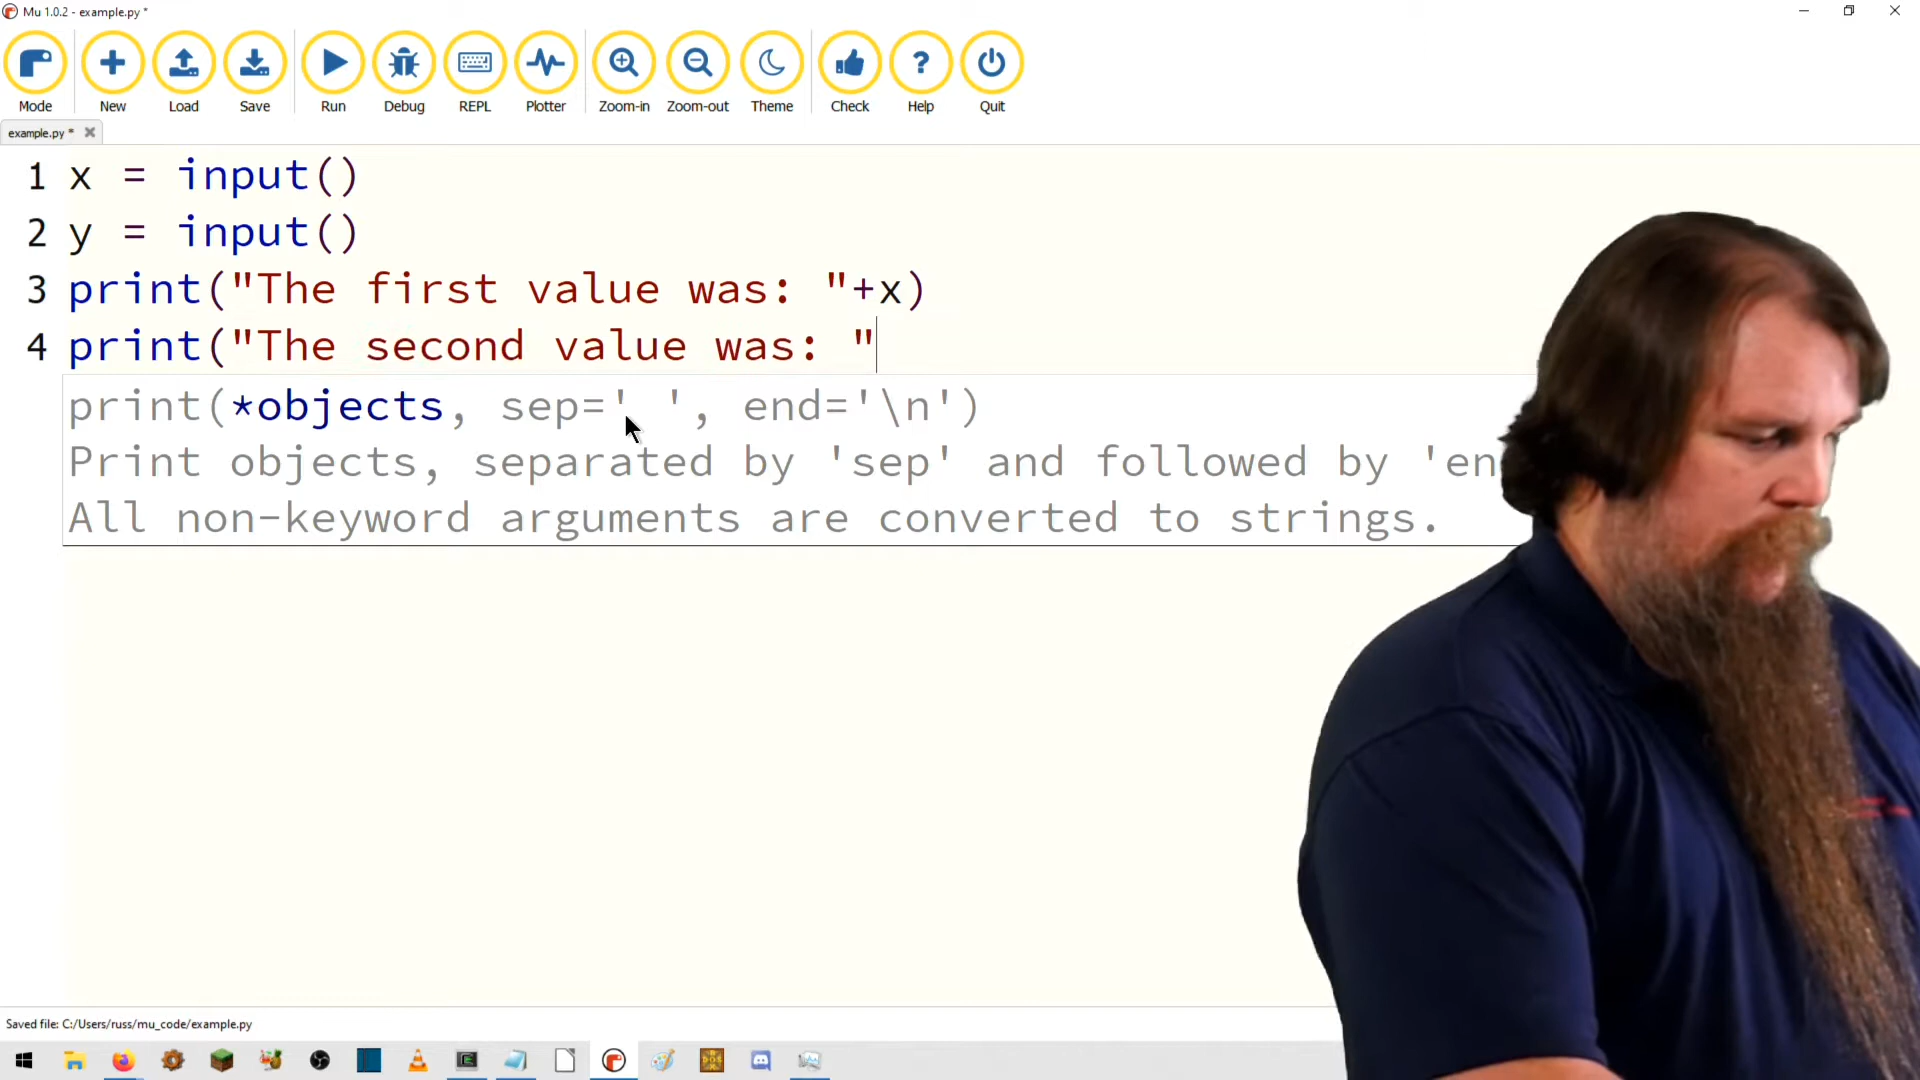 Mu 1.0.2 - example.py *
Mode New Load Save Run Debug REPL Plotter Zoom-in Zoom-out Theme Check Help Quit
example.py *
1 x = input()
2 y = input()
3 print("The first value was: "+x)
4 print("The second value was: "
print(*objects, sep=' ', end='\n')
Print objects, separated by 'sep' and followed by 'en
All non-keyword arguments are converted to strings.
Saved file: C:/Users/russ/mu_code/example.py